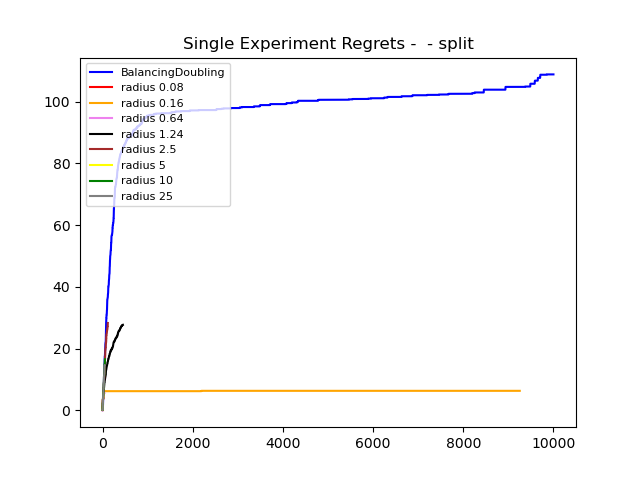 Single Experiment Regrets -  - split
BalancingDoubling
radius 0.08
radius 0.16
radius 0.64
radius 1.24
radius 2.5
radius 5
radius 10
radius 25
100
80
60
40
20
0
0 2000 4000 6000 8000 10000